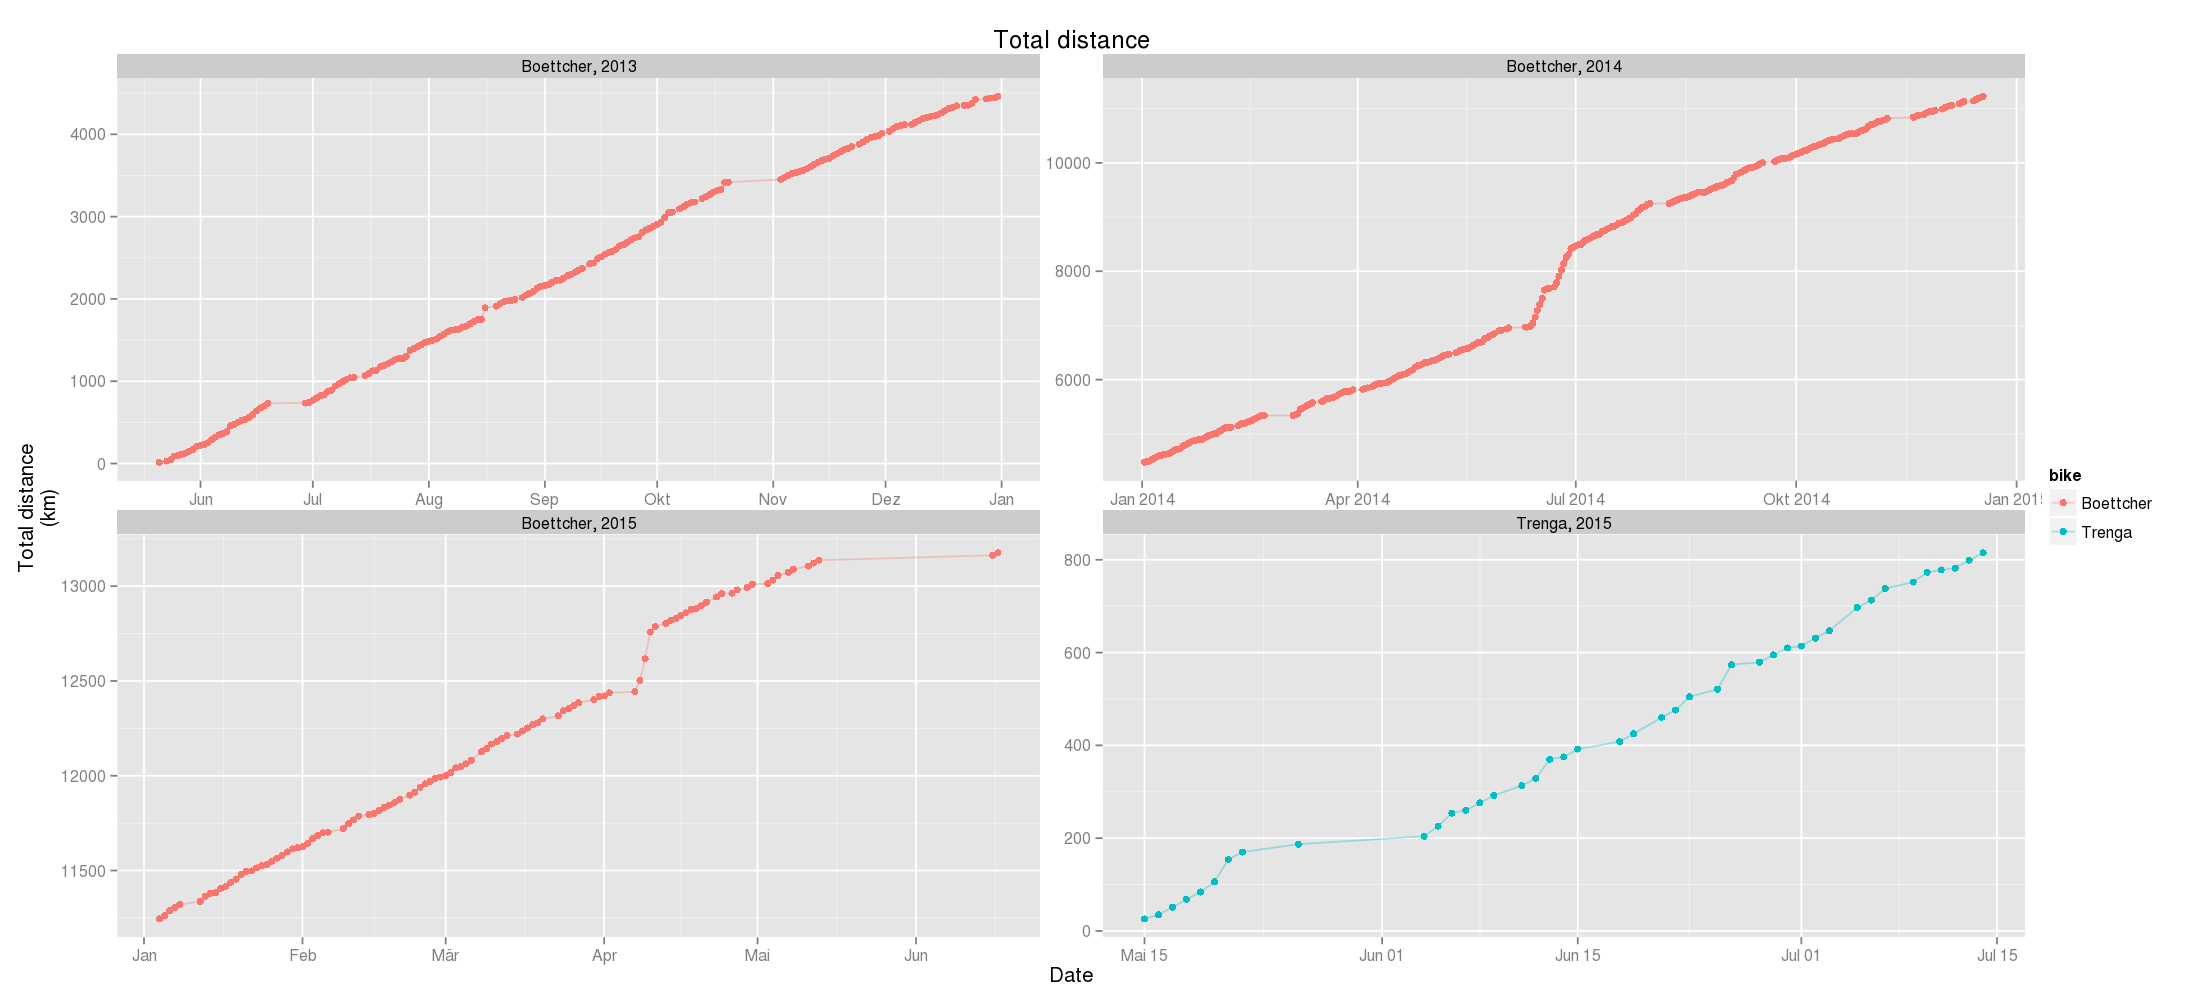 Total distance
Boettcher, 2013
Boettcher, 2014
4000
3000
2000
1000
0
10000
8000
6000
Jun Jul Aug Sep Okt Nov Dez Jan
Jan 2014 Apr 2014 Jul 2014 Okt 2014 Jan 201
Total distance
(km)
Boettcher, 2015
Trenga, 2015
13000
12500
12000
11500
800
600
400
200
0
Jan Feb Mär Apr Mai Jun
Mai 15 Jun 01 Jun 15 Jul 01 Jul 15
Date
bike
Boettcher
Trenga